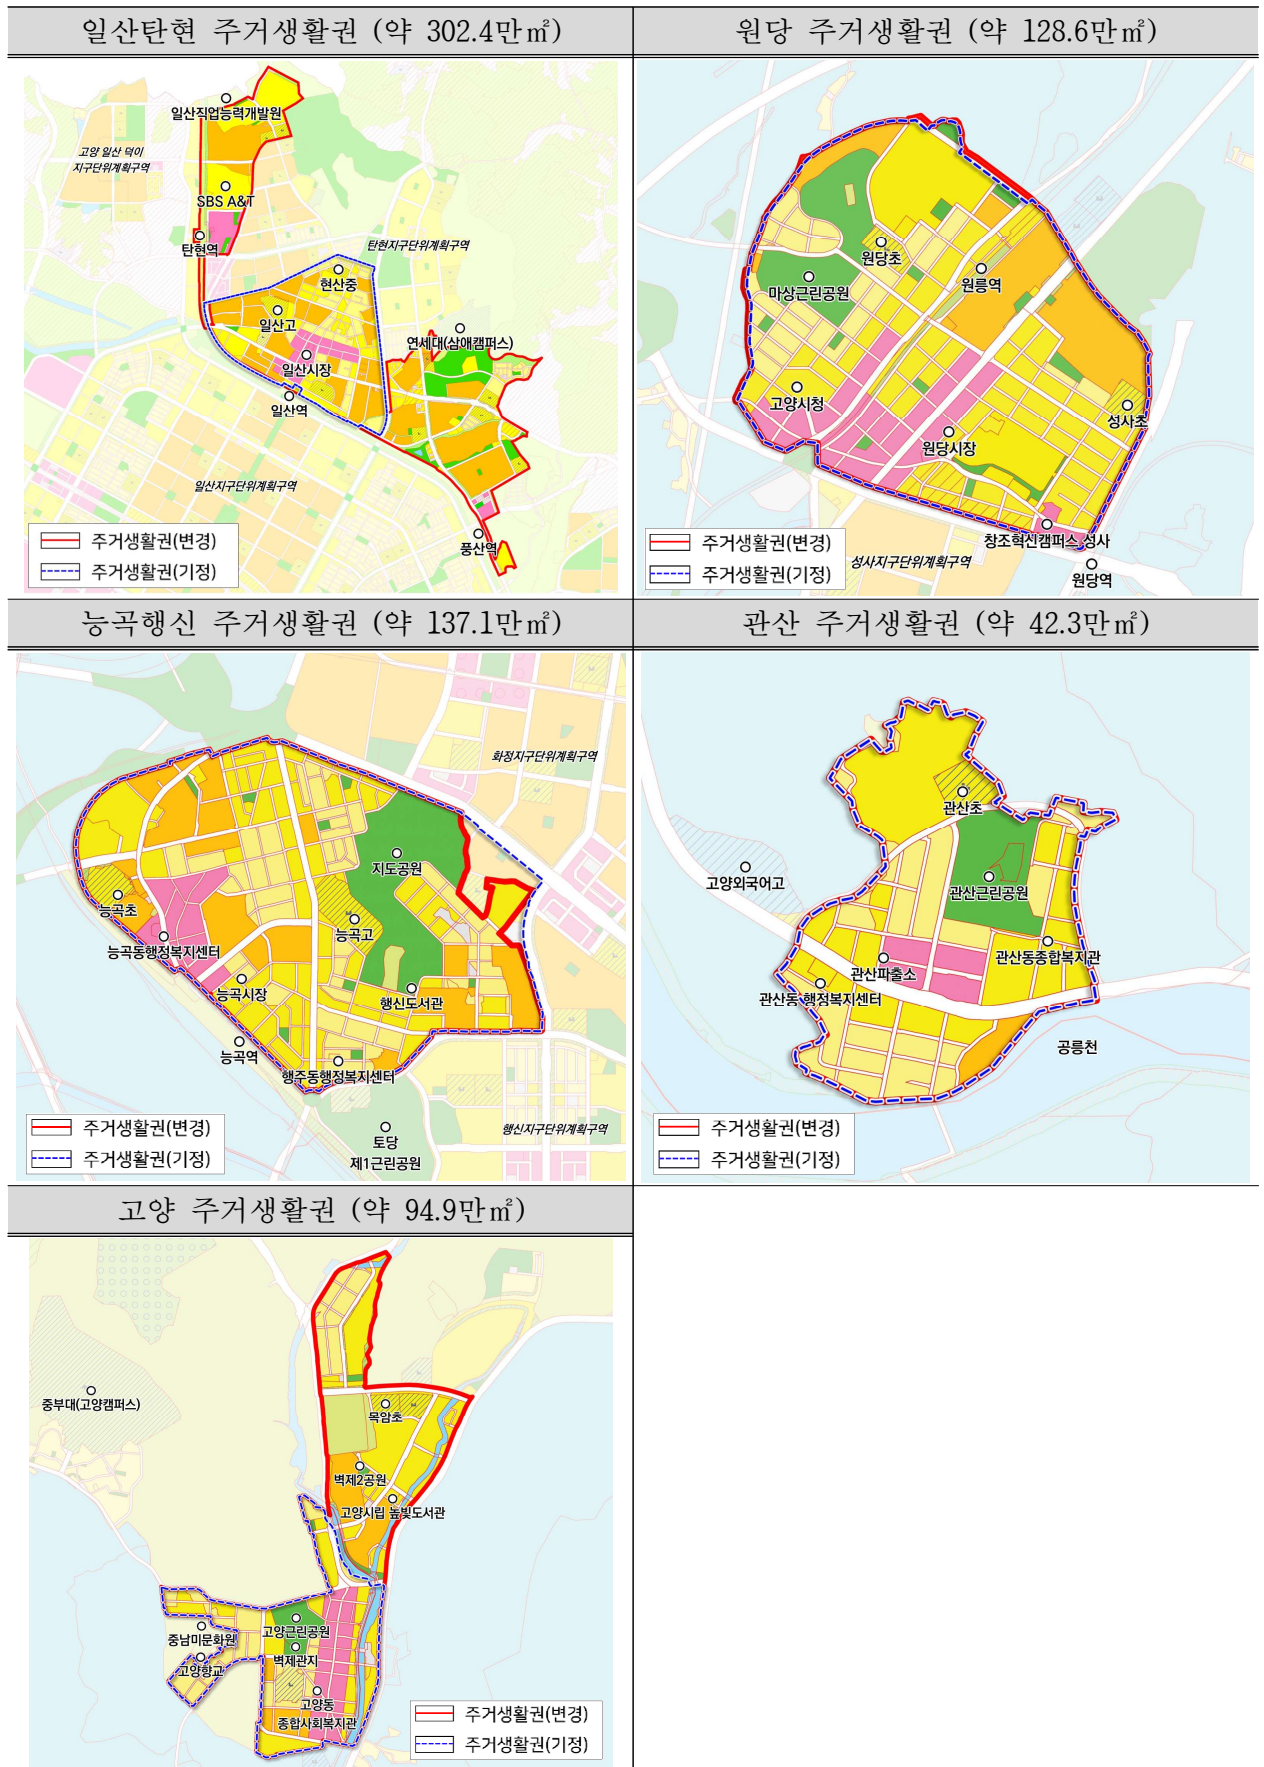 일산탄현 주거생활권 (약 302.4만㎡)
일산직업능력개발원
고양 일산 덕이
지구단위계획구역
SBS A&T
탄현역
탄현지구단위계획구역
현산중
일산고
연세대(삼애캠퍼스)
일산시장
일산역
일산지구단위계획구역
풍산역
주거생활권(변경)
주거생활권(기정)
원당 주거생활권 (약 128.6만㎡)
원당초
마상근린공원
원릉역
고양시청
성사초
원당시장
창조혁신캠퍼스 성사
성사지구단위계획구역
원당역
주거생활권(변경)
주거생활권(기정)
능곡행신 주거생활권 (약 137.1만㎡)
화정지구단위계획구역
지도공원
능곡초
능곡고
능곡동행정복지센터
능곡시장
행신도서관
능곡역
행주동행정복지센터
행신지구단위계획구역
토당
제1근린공원
주거생활권(변경)
주거생활권(기정)
관산 주거생활권 (약 42.3만㎡)
관산초
고양외국어고
관산근린공원
관산동종합복지관
관산파출소
관산동 행정복지센터
공릉천
주거생활권(변경)
주거생활권(기정)
고양 주거생활권 (약 94.9만㎡)
중부대(고양캠퍼스)
목암초
벽제2공원
고양시립 높빛도서관
고양근린공원
중남미문화원
벽제관지
고양향교
고양동
종합사회복지관
주거생활권(변경)
주거생활권(기정)